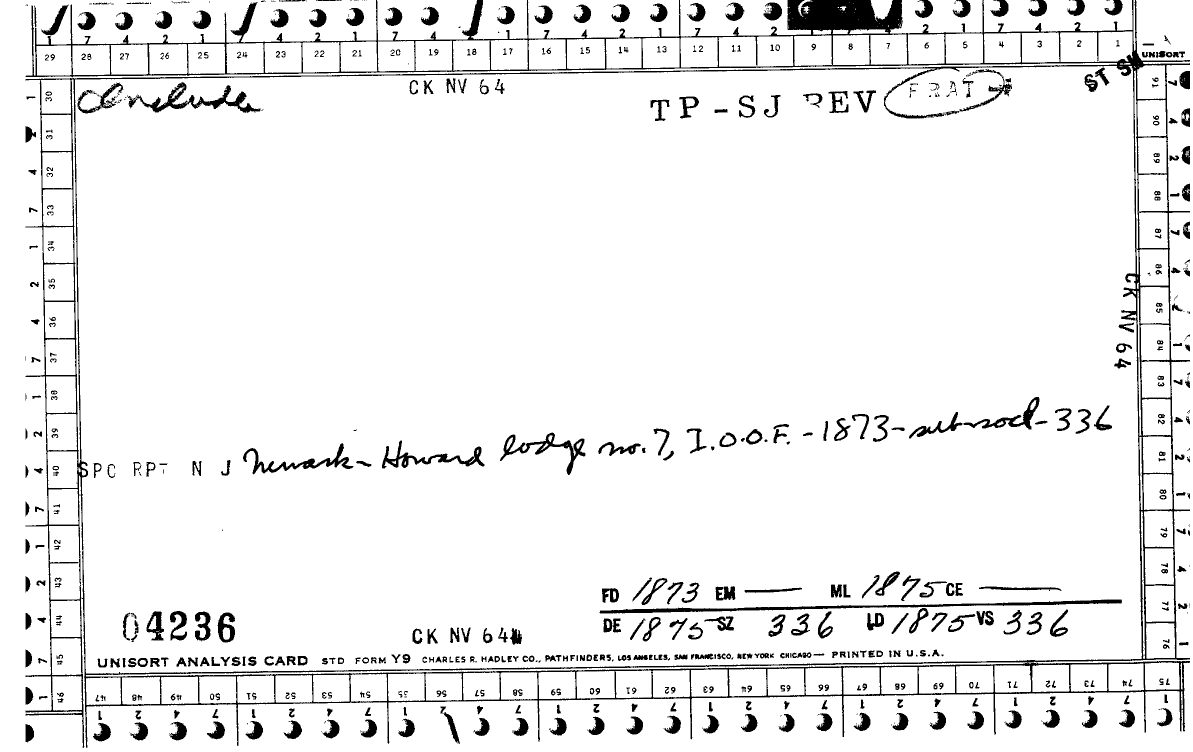 7 4 2 1 7 4 2 1 7 4 2 1 7 4 2 1 7 4 2 1 7 4 2 1
29 28 27 26 25 24 23 22 21 20 19 18 17 16 15 14 13 12 11 10 9 8 7 6 5 4 3 2 1 UNISORT
Include CK NV 64 TP-SJ REV FRAT ST SM
CK NV 64
SPC RPT N J Newark - Howard lodge no. 7, I.O.O.F. - 1873 - sub-socl - 336
FD 1873 EM — ML 1875 CE —
04236 CK NV 64 DE 1875 SZ 336 LD 1875 VS 336
UNISORT ANALYSIS CARD STD FORM Y9 CHARLES R. HADLEY CO., PATHFINDERS, LOS ANGELES, SAN FRANCISCO, NEW YORK CHICAGO — PRINTED IN U.S.A.
30 31 32 33 34 35 36 37 38 39 40 41 42 43 44 45 46
47 48 49 50 51 52 53 54 55 56 57 58 59 60 61 62 63 64 65 66 67 68 69 70 71 72 73 74 75
91 90 89 88 87 86 85 84 83 82 81 80 79 78 77 76